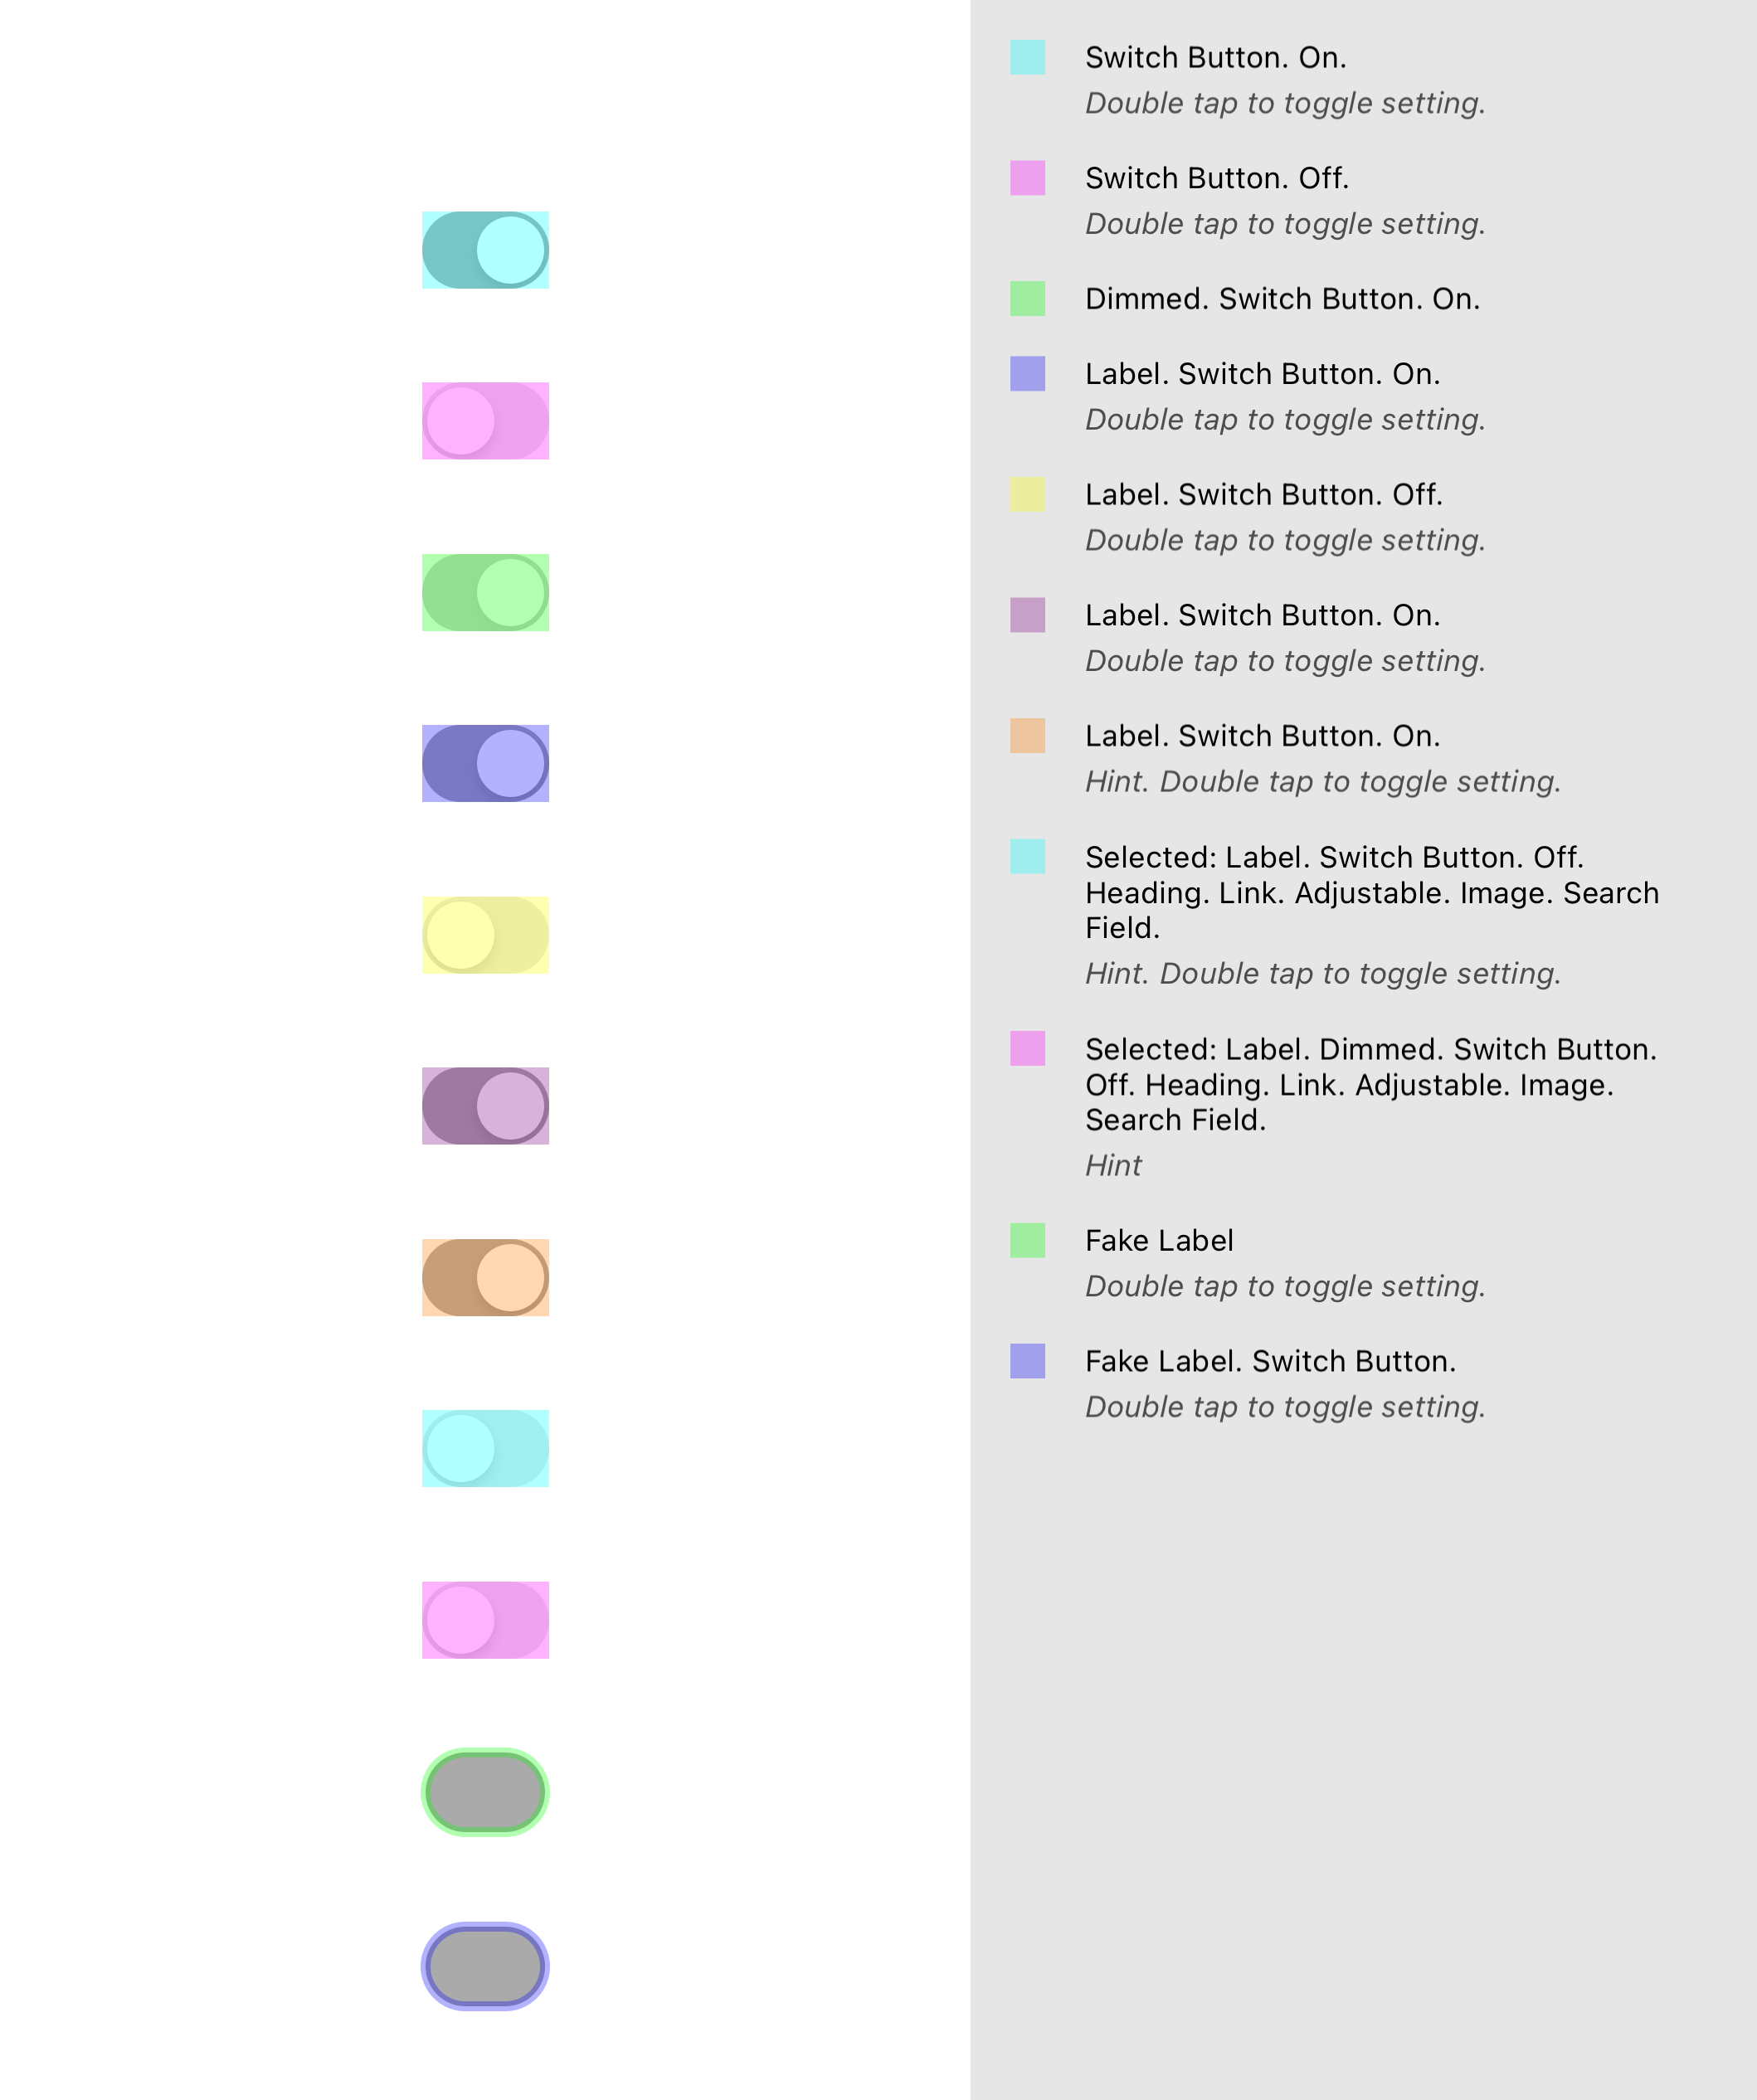 Switch Button. On.
Double tap to toggle setting.
Switch Button. Off.
Double tap to toggle setting.
Dimmed. Switch Button. On.
Label. Switch Button. On.
Double tap to toggle setting.
Label. Switch Button. Off.
Double tap to toggle setting.
Label. Switch Button. On.
Double tap to toggle setting.
Label. Switch Button. On.
Hint. Double tap to toggle setting.
Selected: Label. Switch Button. Off.
Heading. Link. Adjustable. Image. Search
Field.
Hint. Double tap to toggle setting.
Selected: Label. Dimmed. Switch Button.
Off. Heading. Link. Adjustable. Image.
Search Field.
Hint
Fake Label
Double tap to toggle setting.
Fake Label. Switch Button.
Double tap to toggle setting.